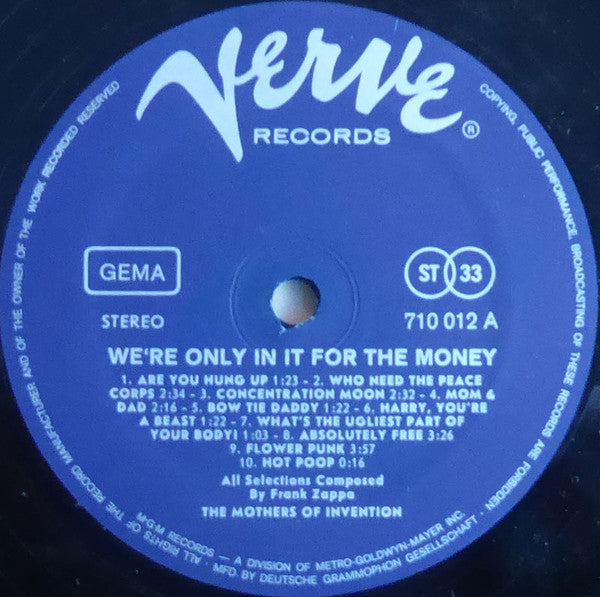 Verve
RECORDS ®
GEMA
STEREO
ST 33
710 012 A
WE'RE ONLY IN IT FOR THE MONEY
1. ARE YOU HUNG UP 1:23 - 2. WHO NEED THE PEACE
CORPS 2:34 - 3. CONCENTRATION MOON 2:32 - 4. MOM &
DAD 2:16 - 5. BOW TIE DADDY 1:22 - 6. HARRY, YOU'RE
A BEAST 1:22 - 7. WHAT'S THE UGLIEST PART OF
YOUR BODY! 1:03 - 8. ABSOLUTELY FREE 3:26
9. FLOWER PUNK 3:57
10. HOT POOP 0:16
All Selections Composed
By Frank Zappa
THE MOTHERS OF INVENTION
M-G-M RECORDS — A DIVISION OF METRO-GOLDWYN-MAYER INC.
ALL RIGHTS OF THE RECORD MANUFACTURER AND OF THE OWNER OF THE WORK RECORDED RESERVED
COPYING, PUBLIC PERFORMANCE, BROADCASTING OF THESE RECORDS ARE FORBIDDEN
· MFD. BY DEUTSCHE GRAMMOPHON GESELLSCHAFT ·